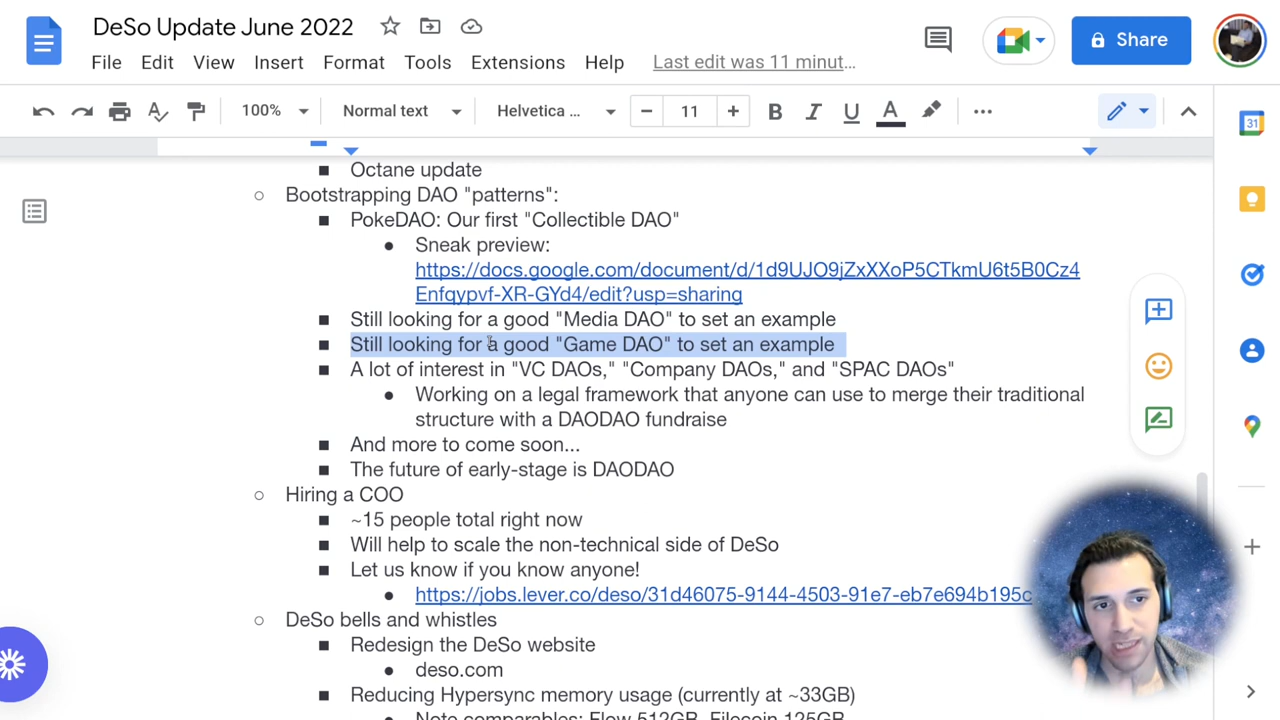 DeSo Update June 2022
File Edit View Insert Format Tools Extensions Help Last edit was 11 minut...
Share
100% Normal text Helvetica ... 11 B I U A
31
Octane update
Bootstrapping DAO "patterns":
PokeDAO: Our first "Collectible DAO"
Sneak preview:
https://docs.google.com/document/d/1d9UJO9jZxXXoP5CTkmU6t5B0Cz4
Enfqypvf-XR-GYd4/edit?usp=sharing
Still looking for a good "Media DAO" to set an example
Still looking for a good "Game DAO" to set an example
A lot of interest in "VC DAOs," "Company DAOs," and "SPAC DAOs"
Working on a legal framework that anyone can use to merge their traditional
structure with a DAODAO fundraise
And more to come soon...
The future of early-stage is DAODAO
Hiring a COO
~15 people total right now
Will help to scale the non-technical side of DeSo
Let us know if you know anyone!
https://jobs.lever.co/deso/31d46075-9144-4503-91e7-eb7e694b195c
DeSo bells and whistles
Redesign the DeSo website
deso.com
Reducing Hypersync memory usage (currently at ~33GB)
Note comparables: Flow 512GB, Filecoin 125GB